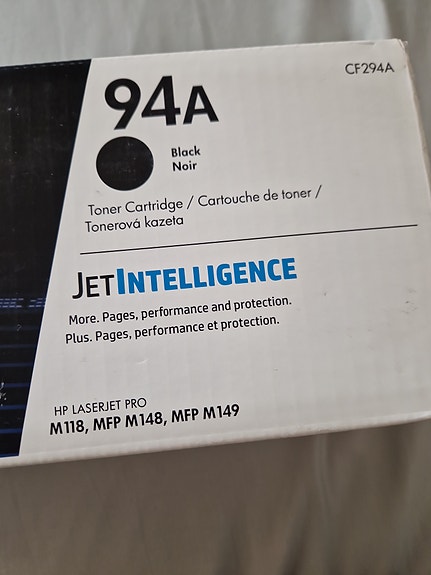 CF294A
94A
Black
Noir
Toner Cartridge / Cartouche de toner /
Tonerová kazeta
JETINTELLIGENCE
More. Pages, performance and protection.
Plus. Pages, performance et protection.
HP LASERJET PRO
M118, MFP M148, MFP M149